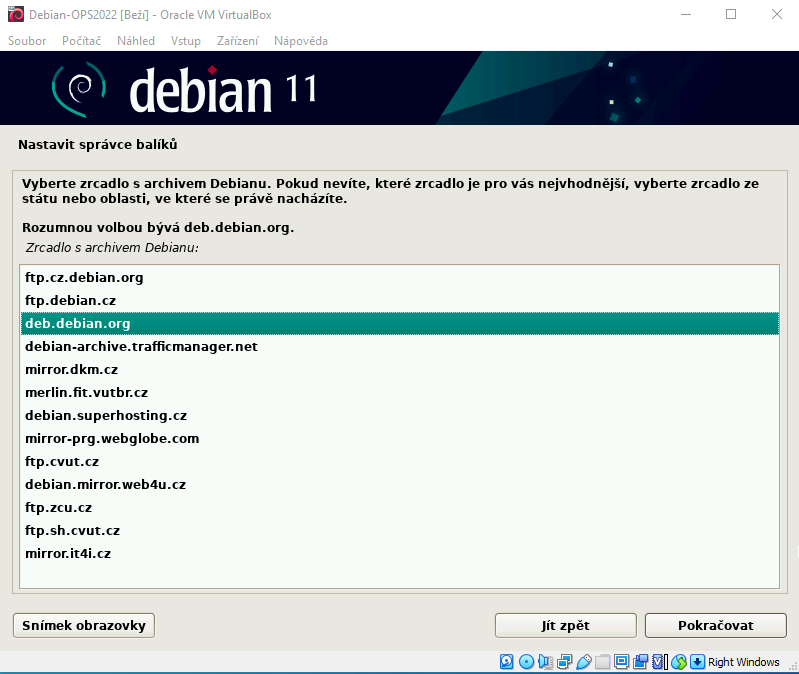 Debian-OPS2022 [Beží] - Oracle VM VirtualBox
Soubor Počítač Náhled Vstup Zařízení Nápověda
debian 11
Nastavit správce balíků
Vyberte zrcadlo s archivem Debianu. Pokud nevíte, které zrcadlo je pro vás nejvhodnější, vyberte zrcadlo ze
státu nebo oblasti, ve které se právě nacházíte.
Rozumnou volbou bývá deb.debian.org.
Zrcadlo s archivem Debianu:
ftp.cz.debian.org
ftp.debian.cz
deb.debian.org
debian-archive.trafficmanager.net
mirror.dkm.cz
merlin.fit.vutbr.cz
debian.superhosting.cz
mirror-prg.webglobe.com
ftp.cvut.cz
debian.mirror.web4u.cz
ftp.zcu.cz
ftp.sh.cvut.cz
mirror.it4i.cz
Snímek obrazovky Jít zpět Pokračovat
Right Windows